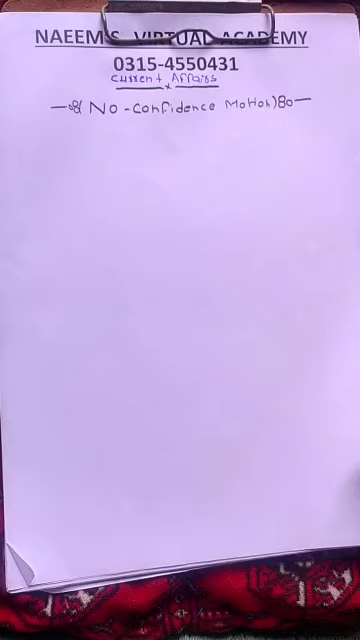 NAEEM'S VIRTUAL ACADEMY
0315-4550431
Current Affairs
No-Confidence Motion